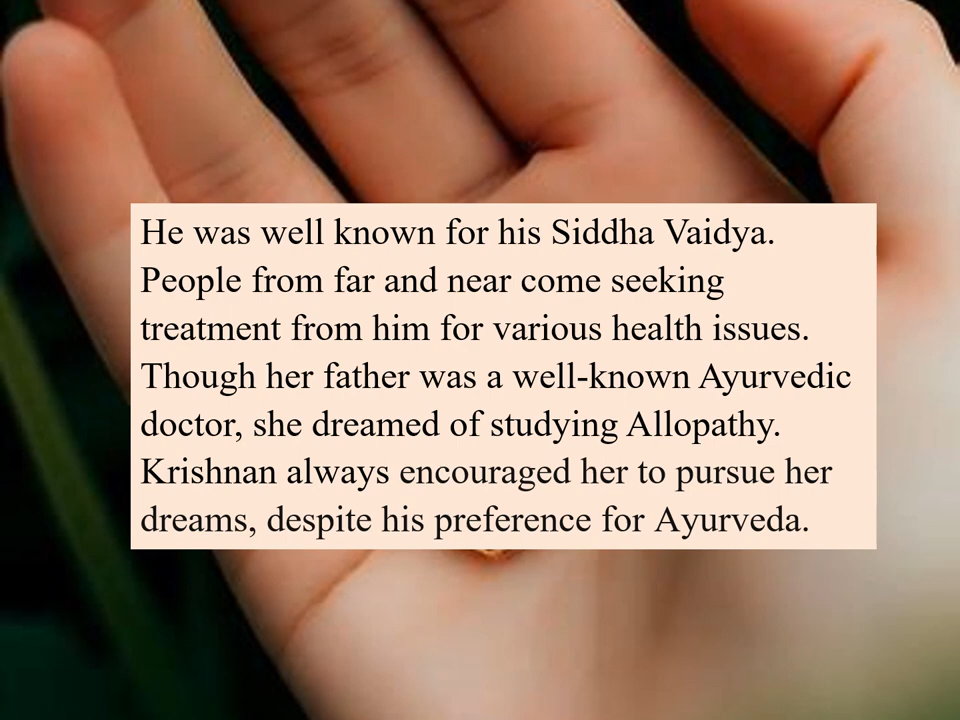 He was well known for his Siddha Vaidya.
People from far and near come seeking
treatment from him for various health issues.
Though her father was a well-known Ayurvedic
doctor, she dreamed of studying Allopathy.
Krishnan always encouraged her to pursue her
dreams, despite his preference for Ayurveda.